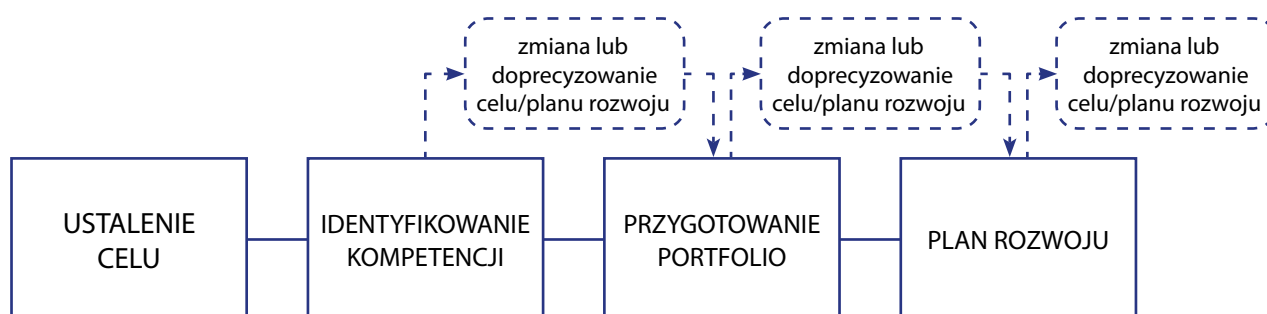 zmiana lub
doprecyzowanie
celu/planu rozwoju
zmiana lub
doprecyzowanie
celu/planu rozwoju
zmiana lub
doprecyzowanie
celu/planu rozwoju
USTALENIE
CELU
IDENTYFIKOWANIE
KOMPETENCJI
PRZYGOTOWANIE
PORTFOLIO
PLAN ROZWOJU